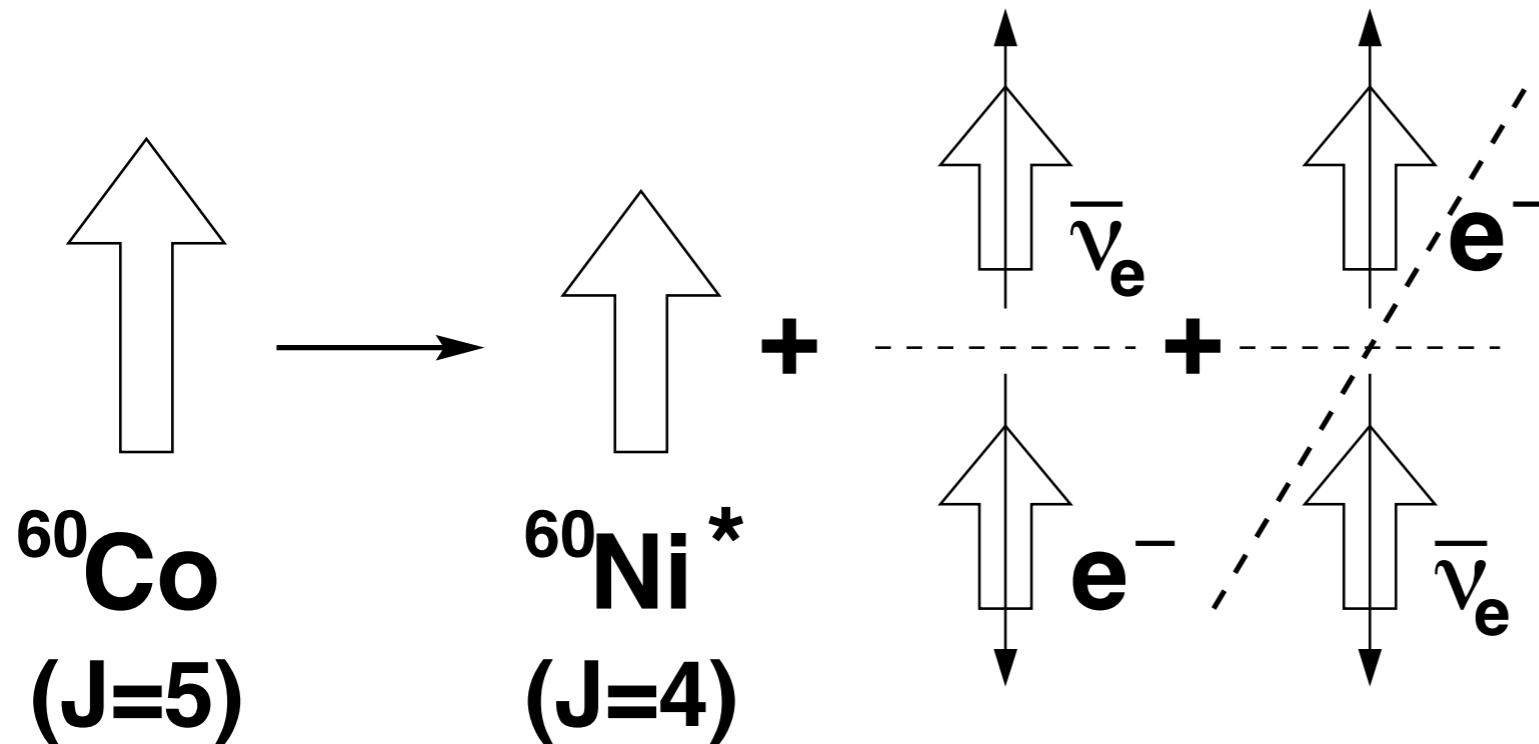 ν̅ₑ e⁻
+ +
⁶⁰Co ⁶⁰Ni* e⁻ ν̅ₑ
(J=5) (J=4)